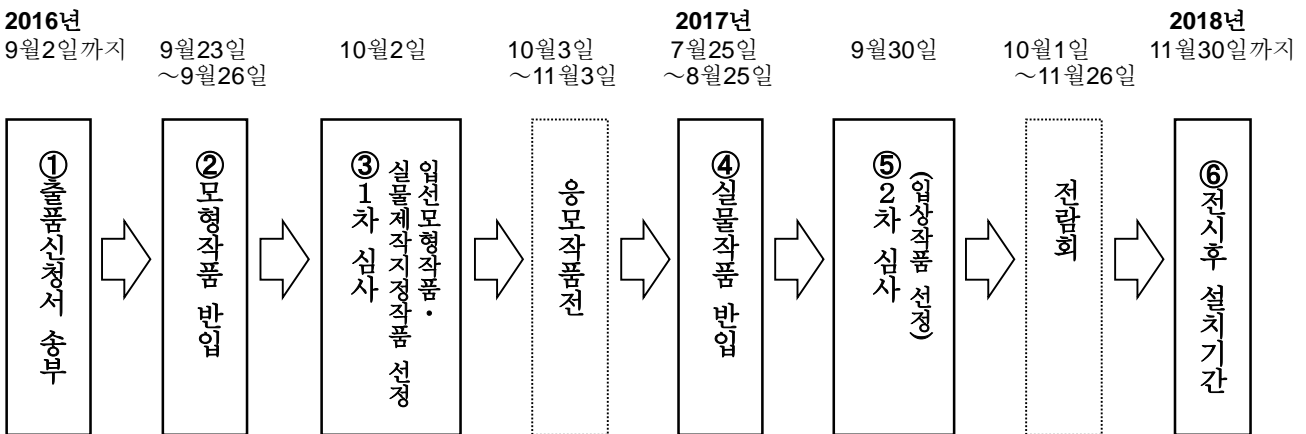 2016년
9월2일까지
9월23일
～9월26일
10월2일
10월3일
～11월3일
2017년
7월25일
～8월25일
9월30일
10월1일
～11월26일
2018년
11월30일까지
①출품신청서 송부
②모형작품 반입
③1차 심사
입선모형작품・
실물제작지정작품 선정
응모작품전
④실물작품 반입
⑤2차 심사
(입상작품 선정)
전람회
⑥전시후 설치기간